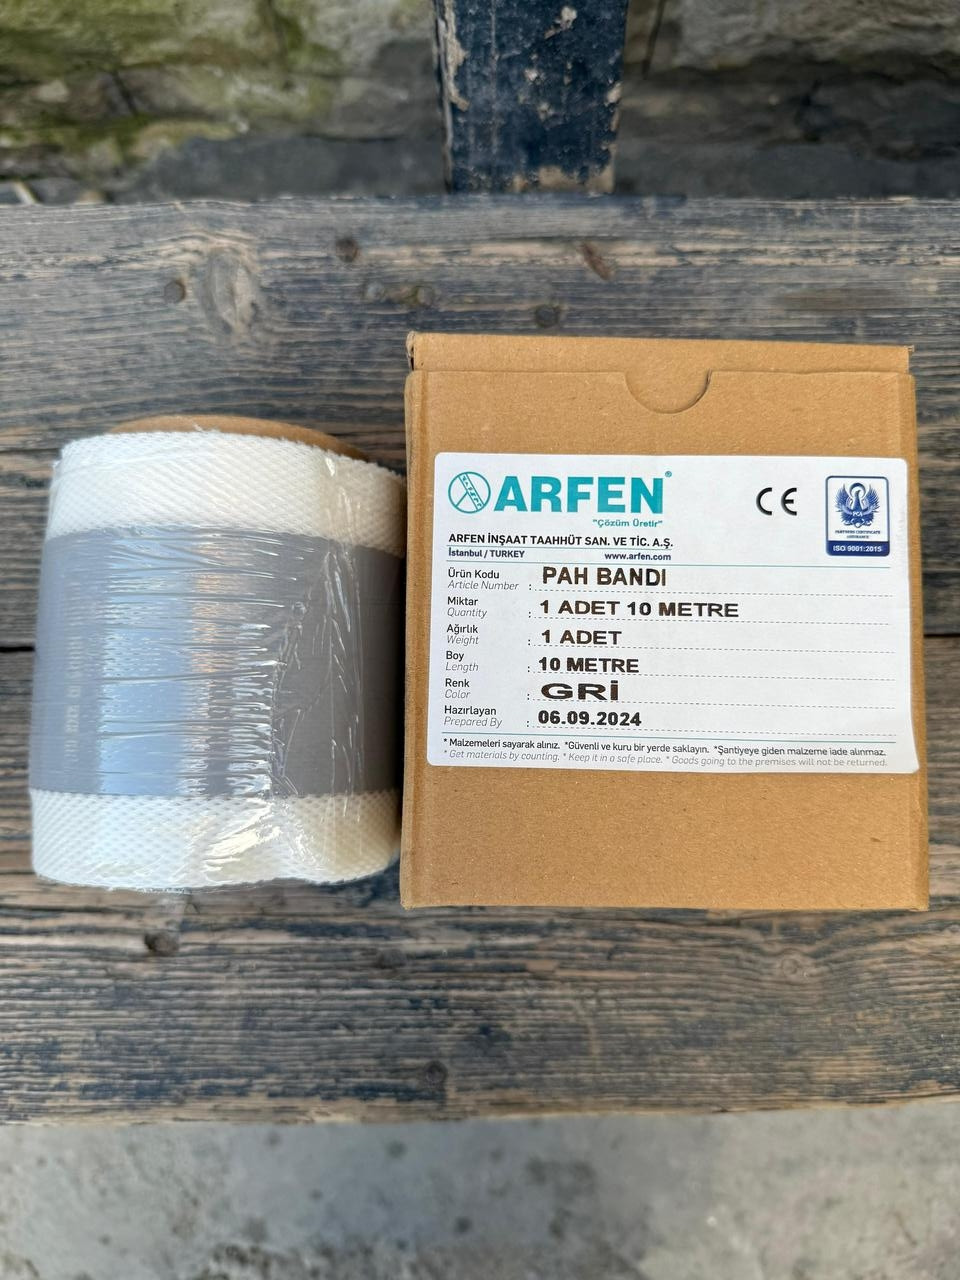 ARFEN®
"Çözüm Üretir"
CE
PCA
PARTNERS CERTIFICATE
ASSURANCE
ISO 9001:2015
ARFEN İNŞAAT TAAHHÜT SAN. VE TİC. A.Ş.
İstanbul / TURKEY www.arfen.com
Ürün Kodu
Article Number : PAH BANDI
Miktar
Quantity : 1 ADET 10 METRE
Ağırlık
Weight : 1 ADET
Boy
Length : 10 METRE
Renk
Color : GRİ
Hazırlayan
Prepared By : 06.09.2024
* Malzemeleri sayarak alınız. *Güvenli ve kuru bir yerde saklayın. *Şantiyeye giden malzeme iade alınmaz.
* Get materials by counting. * Keep it in a safe place. * Goods going to the premises will not be returned.